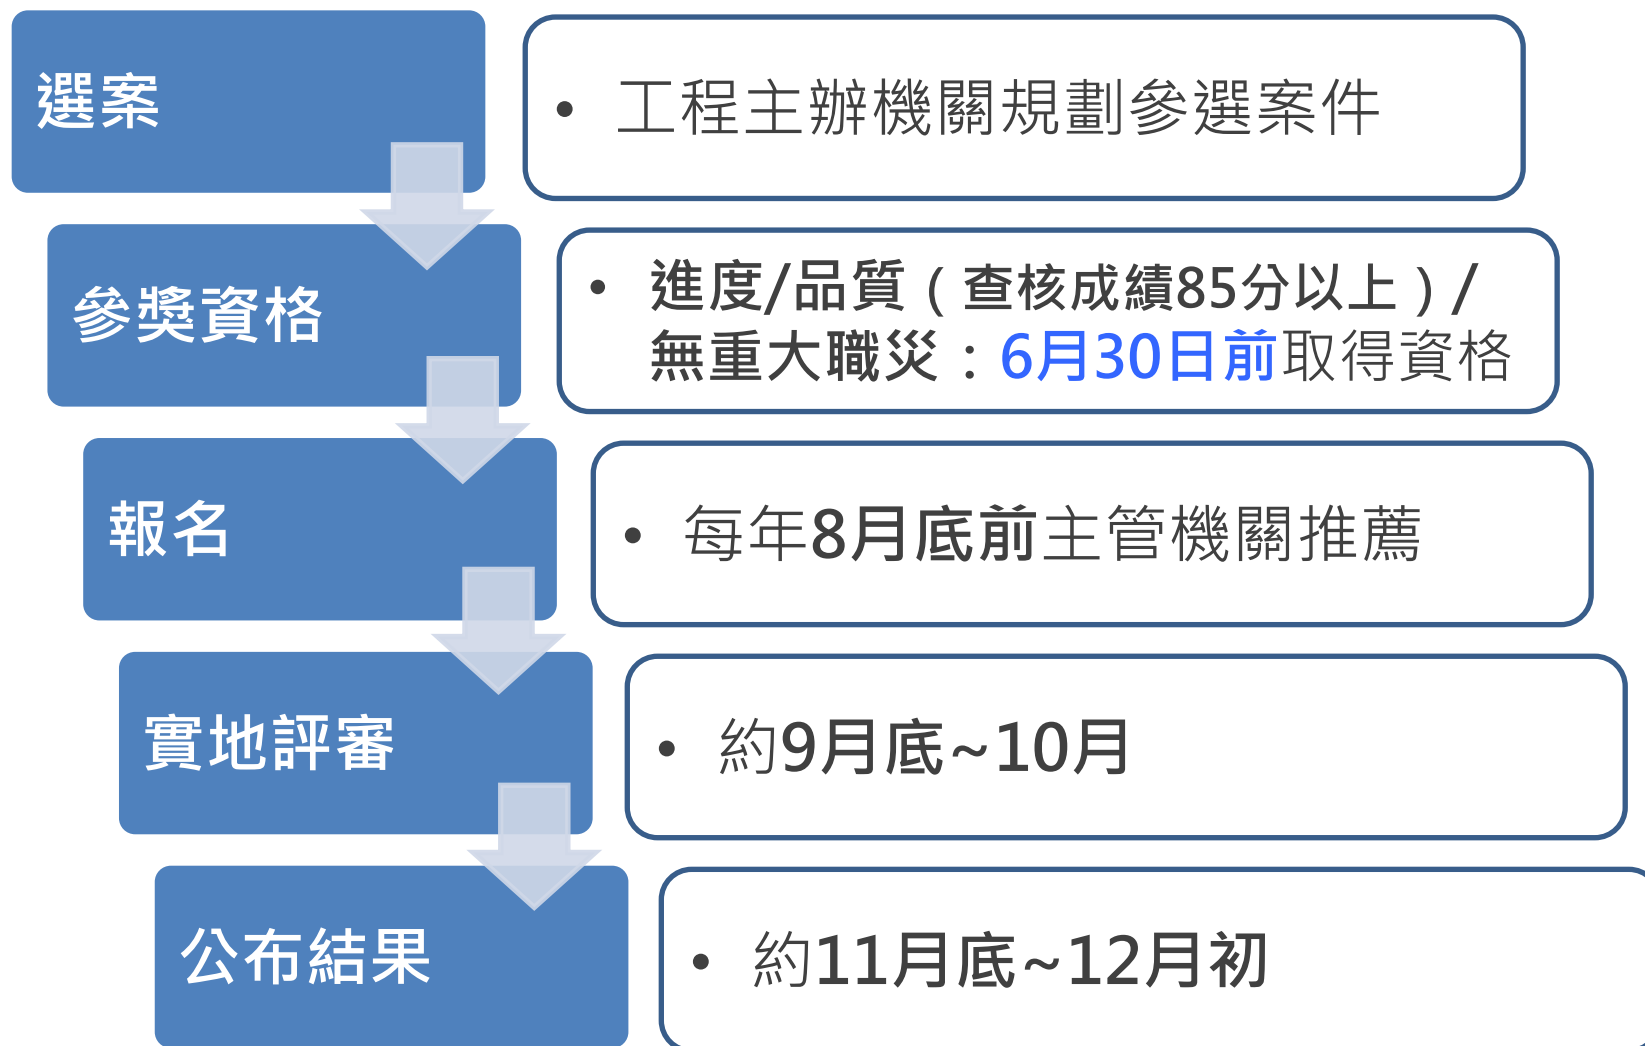 選案
• 工程主辦機關規劃參選案件
參獎資格
• 進度/品質（查核成績85分以上）/
無重大職災：6月30日前取得資格
報名
• 每年8月底前主管機關推薦
實地評審
• 約9月底~10月
公布結果
• 約11月底~12月初